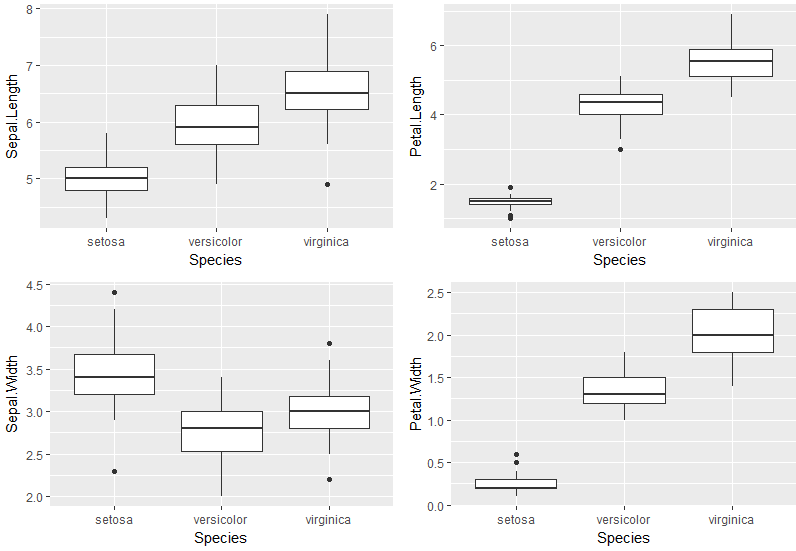 Sepal.Length
8
7
6
5
setosa versicolor virginica
Species
Petal.Length
6
4
2
setosa versicolor virginica
Species
Sepal.Width
4.5
4.0
3.5
3.0
2.5
2.0
setosa versicolor virginica
Species
Petal.Width
2.5
2.0
1.5
1.0
0.5
0.0
setosa versicolor virginica
Species